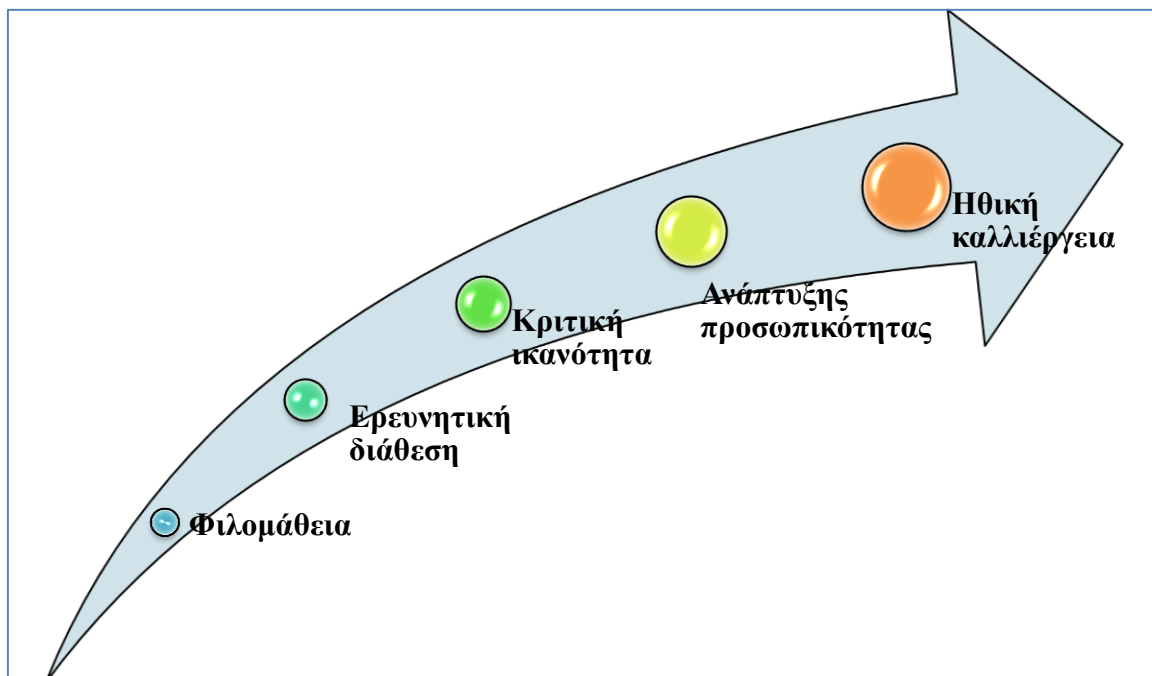 Ηθική
καλλιέργεια
Ανάπτυξης
προσωπικότητας
Κριτική
ικανότητα
Ερευνητική
διάθεση
Φιλομάθεια